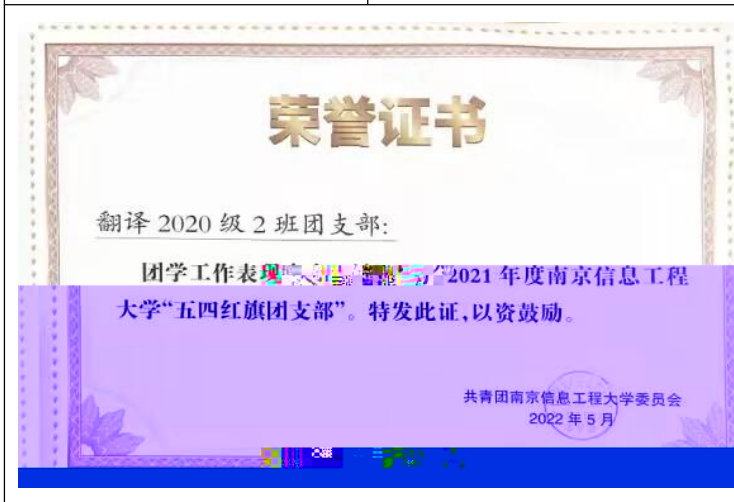 荣誉证书
翻译 2020 级 2 班团支部:
团学工作表现 2021 年度南京信息工程
大学“五四红旗团支部”。特发此证,以资鼓励。
共青团南京信息工程大学委员会
2022 年 5 月